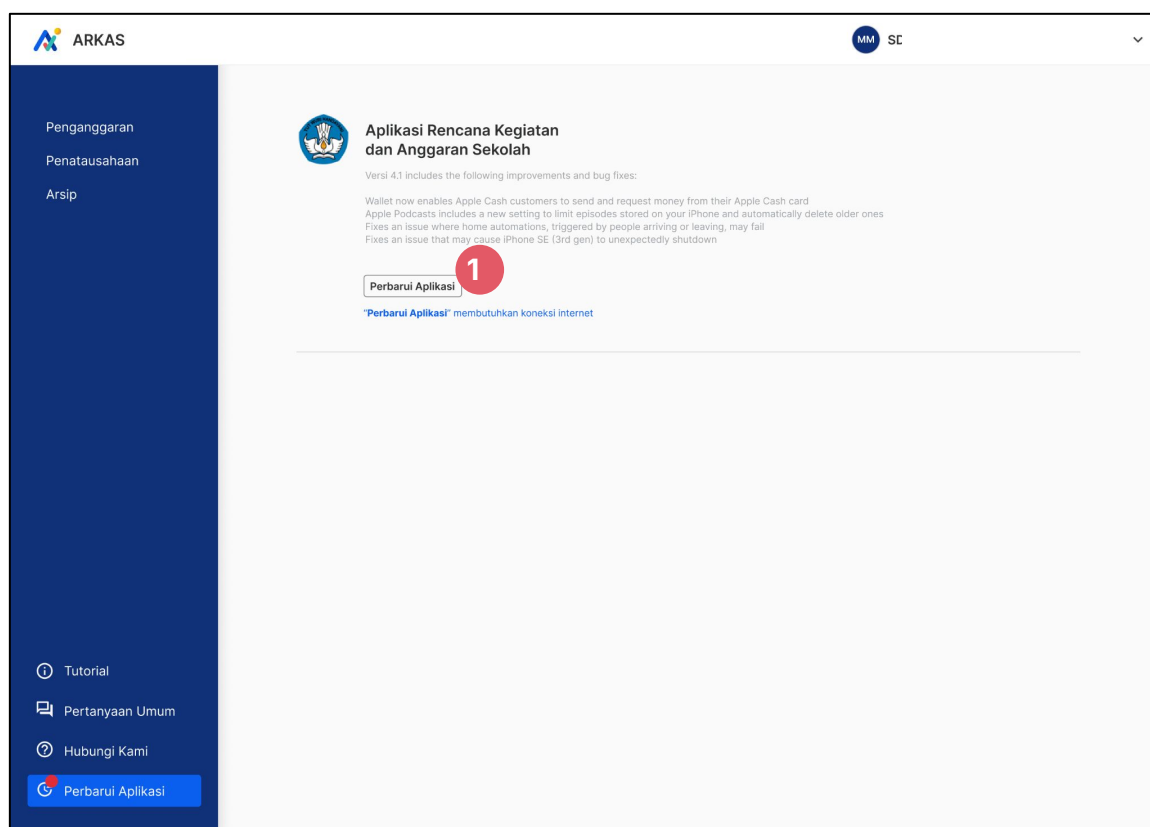 ARKAS
MM SD
Penganggaran
Penatausahaan
Arsip
Aplikasi Rencana Kegiatan
dan Anggaran Sekolah
Versi 4.1 includes the following improvements and bug fixes:
Wallet now enables Apple Cash customers to send and request money from their Apple Cash card
Apple Podcasts includes a new setting to limit episodes stored on your iPhone and automatically delete older ones
Fixes an issue where home automations, triggered by people arriving or leaving, may fail
Fixes an issue that may cause iPhone SE (3rd gen) to unexpectedly shutdown
1
Perbarui Aplikasi
"Perbarui Aplikasi" membutuhkan koneksi internet
Tutorial
Pertanyaan Umum
Hubungi Kami
Perbarui Aplikasi